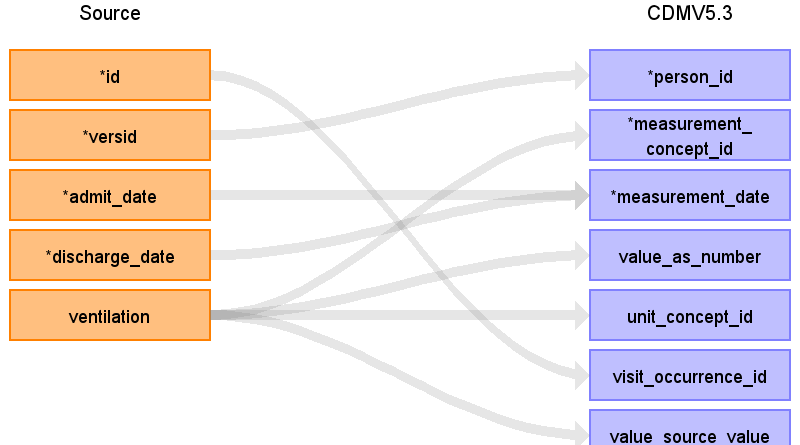 Source
CDMV5.3
*id
*person_id
*versid
*measurement_
concept_id
*admit_date
*measurement_date
*discharge_date
value_as_number
ventilation
unit_concept_id
visit_occurrence_id
value_source_value